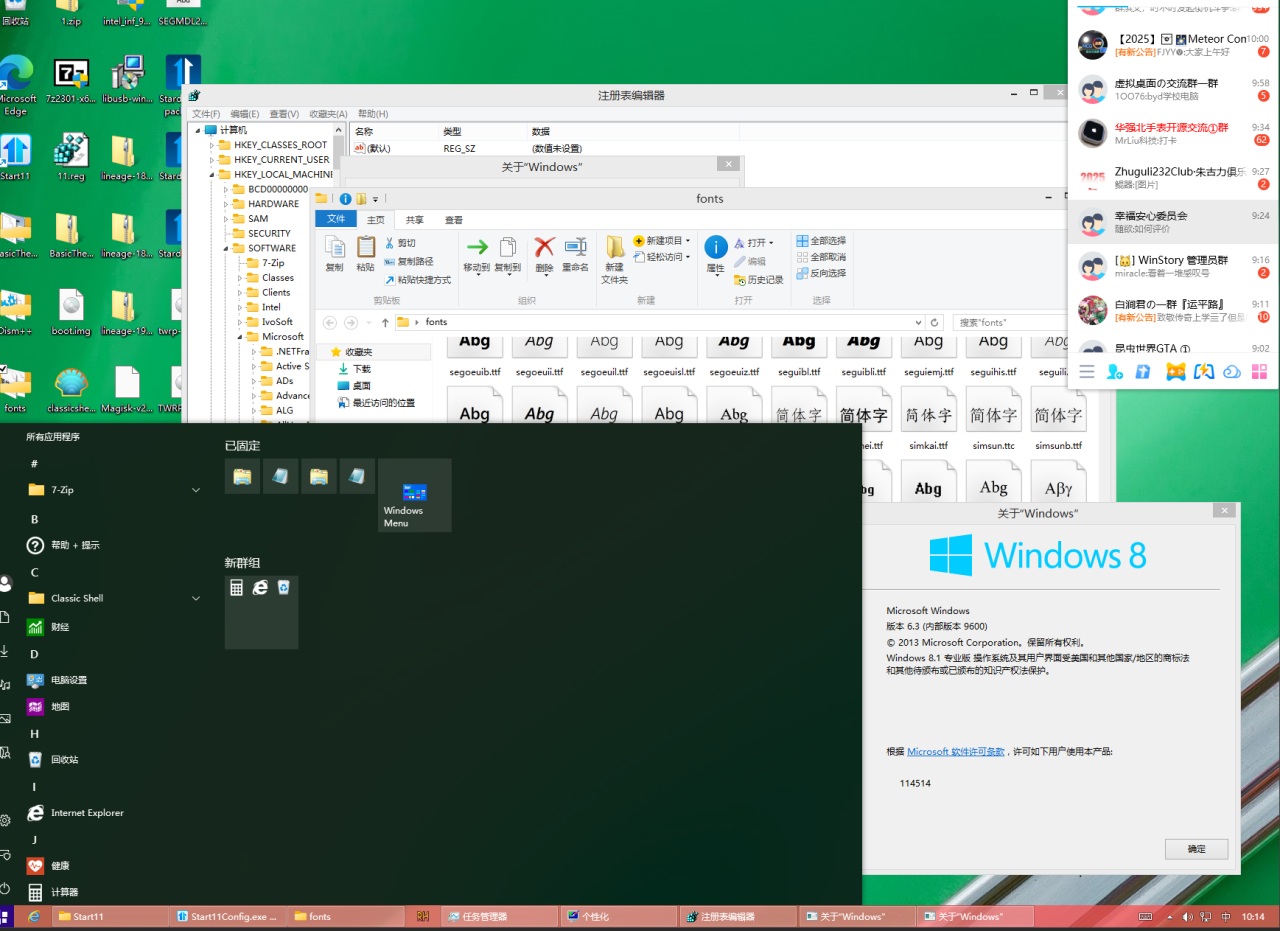 回收站
1.zip
intel_inf_9...
SEGMDL2...
Microsoft Edge
7z2301-x6...
libusb-win...
Stard
pac
Start11
11.reg
lineage-18...
Stard
BasicThe...
BasicThe...
lineage-18...
Stard
Dism++
boot.img
lineage-19...
twrp-
fonts
classicshe...
Magisk-v2...
TWRP
注册表编辑器
文件(F)
编辑(E)
查看(V)
收藏夹(A)
帮助(H)
计算机
HKEY_CLASSES_ROOT
HKEY_CURRENT_USER
HKEY_LOCAL_MACHINE
BCD00000000
HARDWARE
SAM
SECURITY
SOFTWARE
7-Zip
Classes
Clients
Intel
IvoSoft
Microsoft
.NETFra
Active S
ADs
Advance
ALG
名称
类型
数据
(默认)
REG_SZ
(数值未设置)
关于"Windows"
fonts
文件
主页
共享
查看
复制
粘贴
剪切
复制路径
粘贴快捷方式
剪贴板
移动到
复制到
删除
重命名
组织
新建
文件夹
新建项目
轻松访问
新建
属性
打开
编辑
历史记录
打开
全部选择
全部取消
反向选择
选择
fonts
搜索"fonts"
收藏夹
下载
桌面
最近访问的位置
Abg Abg Abg Abg Abg Abg Abg Abg Abg
segoeuib.ttf
segoeuii.ttf
segoeuil.ttf
segoeuisl.ttf
segoeuiz.ttf
seguibl.ttf
seguibli.ttf
seguiemj.ttf
seguihis.ttf
seguili
Abg Abg Abg Abg Abg 简体字 简体字 简体字 简体字 简体字
hei.ttf
simkai.ttf
simsun.ttc
simsunb.ttf
bg Abg Abg Aβγ
【2025】
Meteor Con
10:00
[有新公告]FJYY
:大家上午好
7
虚拟桌面の交流群一群
9:58
1OO76:byd学校电脑
5
华强北手表开源交流①群
9:34
MrLiu科技:打卡
62
Zhuguli232Club·朱古力俱乐
9:27
鲲器:[图片]
2
幸福安心委员会
9:24
随欲:如何评价
[🐱] WinStory 管理员群
9:16
miracle:看着一堆感叹号
2
白涧君の一群『运平路』
9:11
[有新公告]致敬传奇上学三了但是
10
昆虫世界GTA ①
9:02
所有应用程序
#
7-Zip
B
帮助 + 提示
C
Classic Shell
财经
D
电脑设置
地图
H
回收站
I
Internet Explorer
J
健康
计算器
已固定
Windows
Menu
新群组
关于"Windows"
Windows 8
Microsoft Windows
版本 6.3 (内部版本 9600)
© 2013 Microsoft Corporation。保留所有权利。
Windows 8.1 专业版 操作系统及其用户界面受美国和其他国家/地区的商标法
和其他待颁布或已颁布的知识产权法保护。
根据 Microsoft 软件许可条款，许可如下用户使用本产品:
114514
确定
Start11
Start11Config.exe ...
fonts
RH
任务管理器
个性化
注册表编辑器
关于"Windows"
关于"Windows"
中
10:14